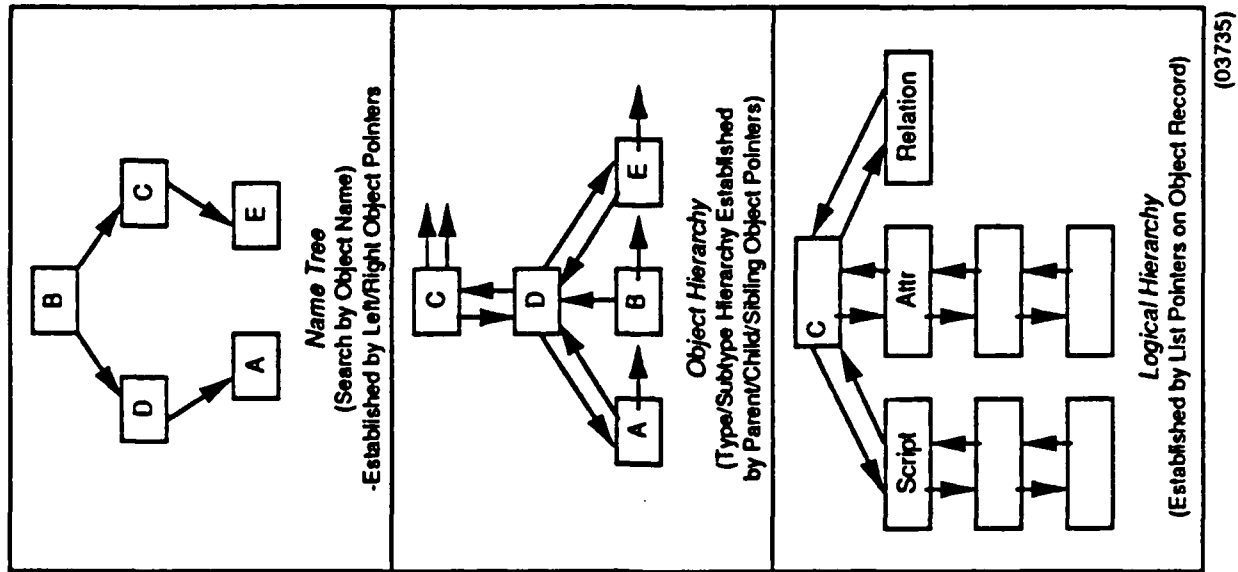 B
D
C
A
E
Name Tree
(Search by Object Name)
-Established by Left/Right Object Pointers
C
D
A
B
E
Object Hierarchy
(Type/Subtype Hierarchy Established
by Parent/Child/Sibling Object Pointers)
C
Script
Attr
Relation
Logical Hierarchy
(Established by List Pointers on Object Record)
(03735)